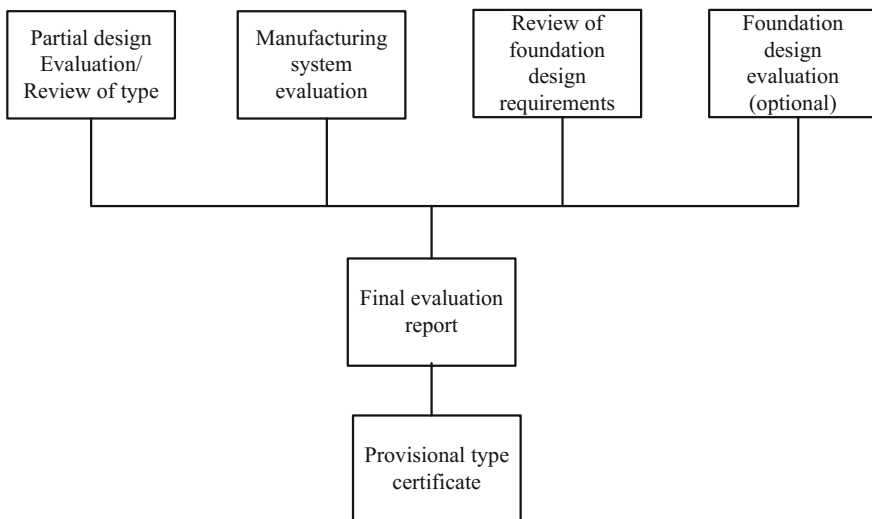 Partial design
Evaluation/
Review of type
Manufacturing
system
evaluation
Review of
foundation
design
requirements
Foundation
design
evaluation
(optional)
Final evaluation
report
Provisional type
certificate